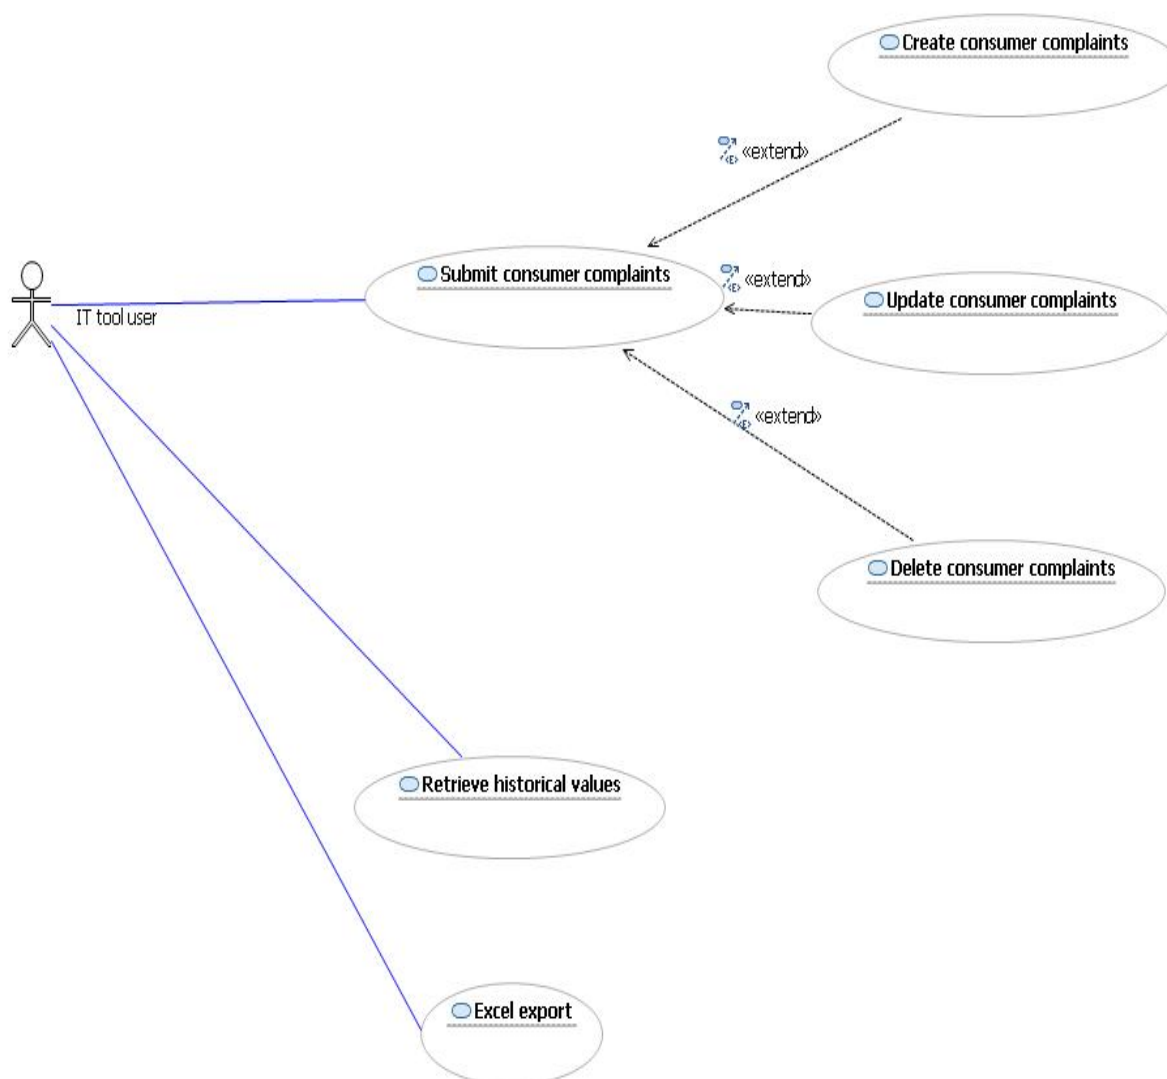 Create consumer complaints
«extend»
Submit consumer complaints
«extend»
Update consumer complaints
IT tool user
«extend»
Delete consumer complaints
Retrieve historical values
Excel export